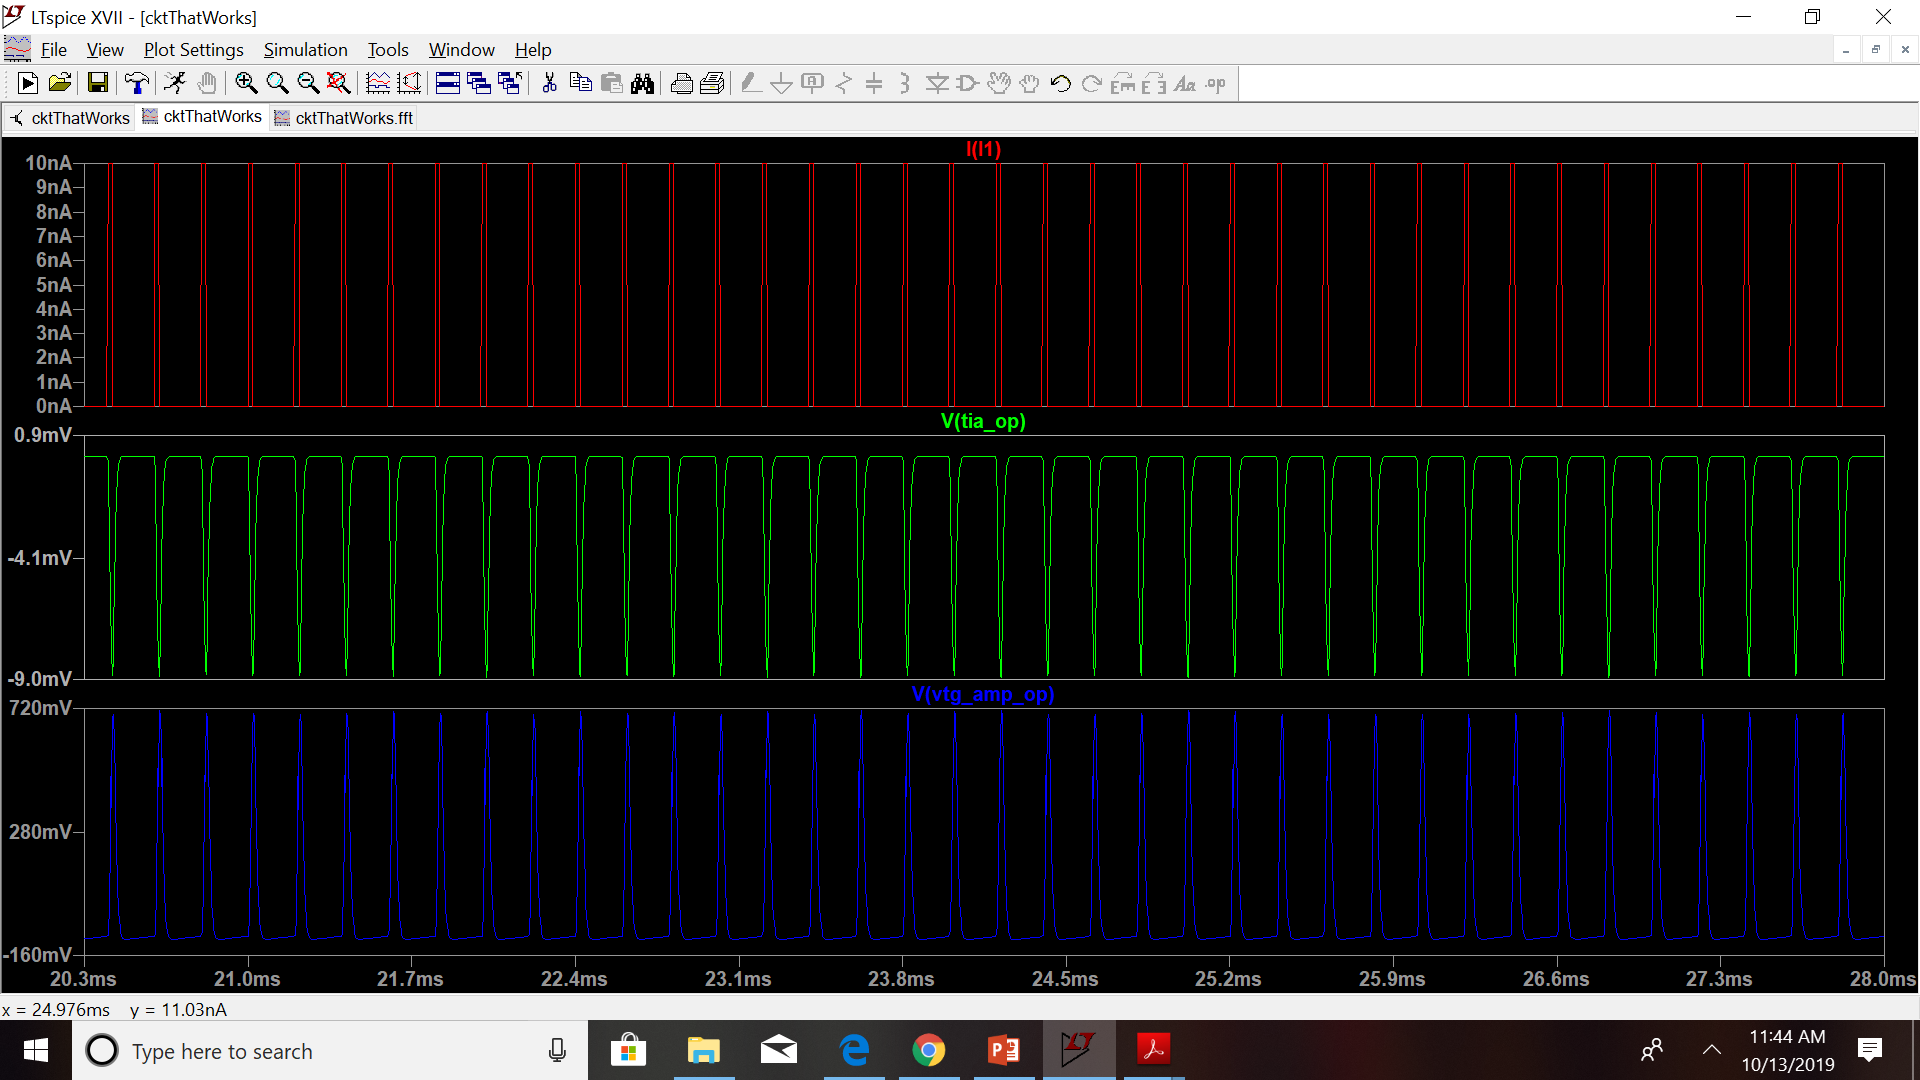 LTspice XVII - [cktThatWorks]
File View Plot Settings Simulation Tools Window Help
cktThatWorks cktThatWorks cktThatWorks.fft
I(I1)
10nA
9nA
8nA
7nA
6nA
5nA
4nA
3nA
2nA
1nA
0nA
V(tia_op)
0.9mV
-4.1mV
-9.0mV
V(vtg_amp_op)
720mV
280mV
-160mV
20.3ms 21.0ms 21.7ms 22.4ms 23.1ms 23.8ms 24.5ms 25.2ms 25.9ms 26.6ms 27.3ms 28.0ms
x = 24.976ms y = 11.03nA
Type here to search
11:44 AM
10/13/2019